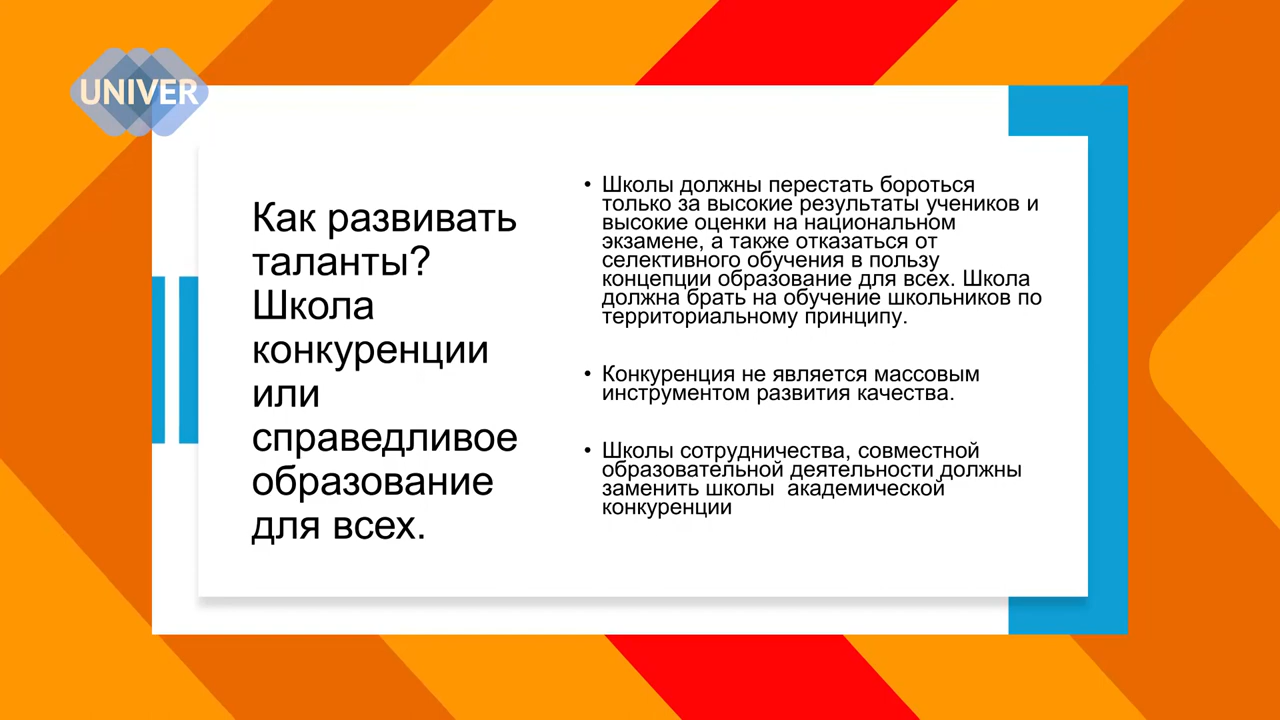 UNIVER
Как развивать
таланты?
Школа
конкуренции
или
справедливое
образование
для всех.
• Школы должны перестать бороться
только за высокие результаты учеников и
высокие оценки на национальном
экзамене, а также отказаться от
селективного обучения в пользу
концепции образование для всех. Школа
должна брать на обучение школьников по
территориальному принципу.
• Конкуренция не является массовым
инструментом развития качества.
• Школы сотрудничества, совместной
образовательной деятельности должны
заменить школы  академической
конкуренции